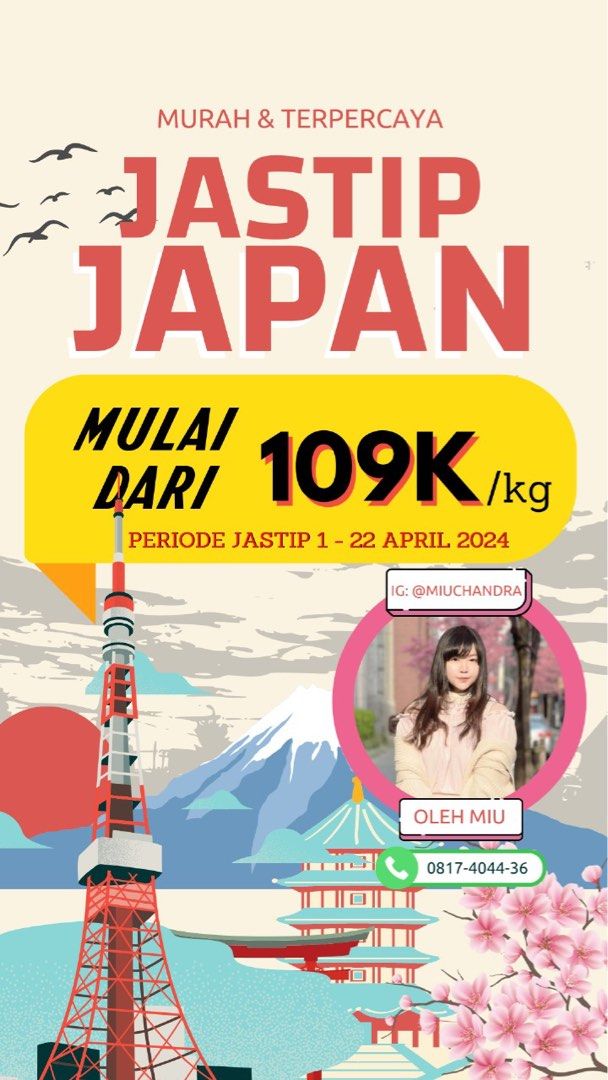 MURAH & TERPERCAYA
JASTIP
JAPAN
MULAI
DARI
109K/kg
PERIODE JASTIP 1 - 22 APRIL 2024
IG: @MIUCHANDRA
OLEH MIU
0817-4044-36